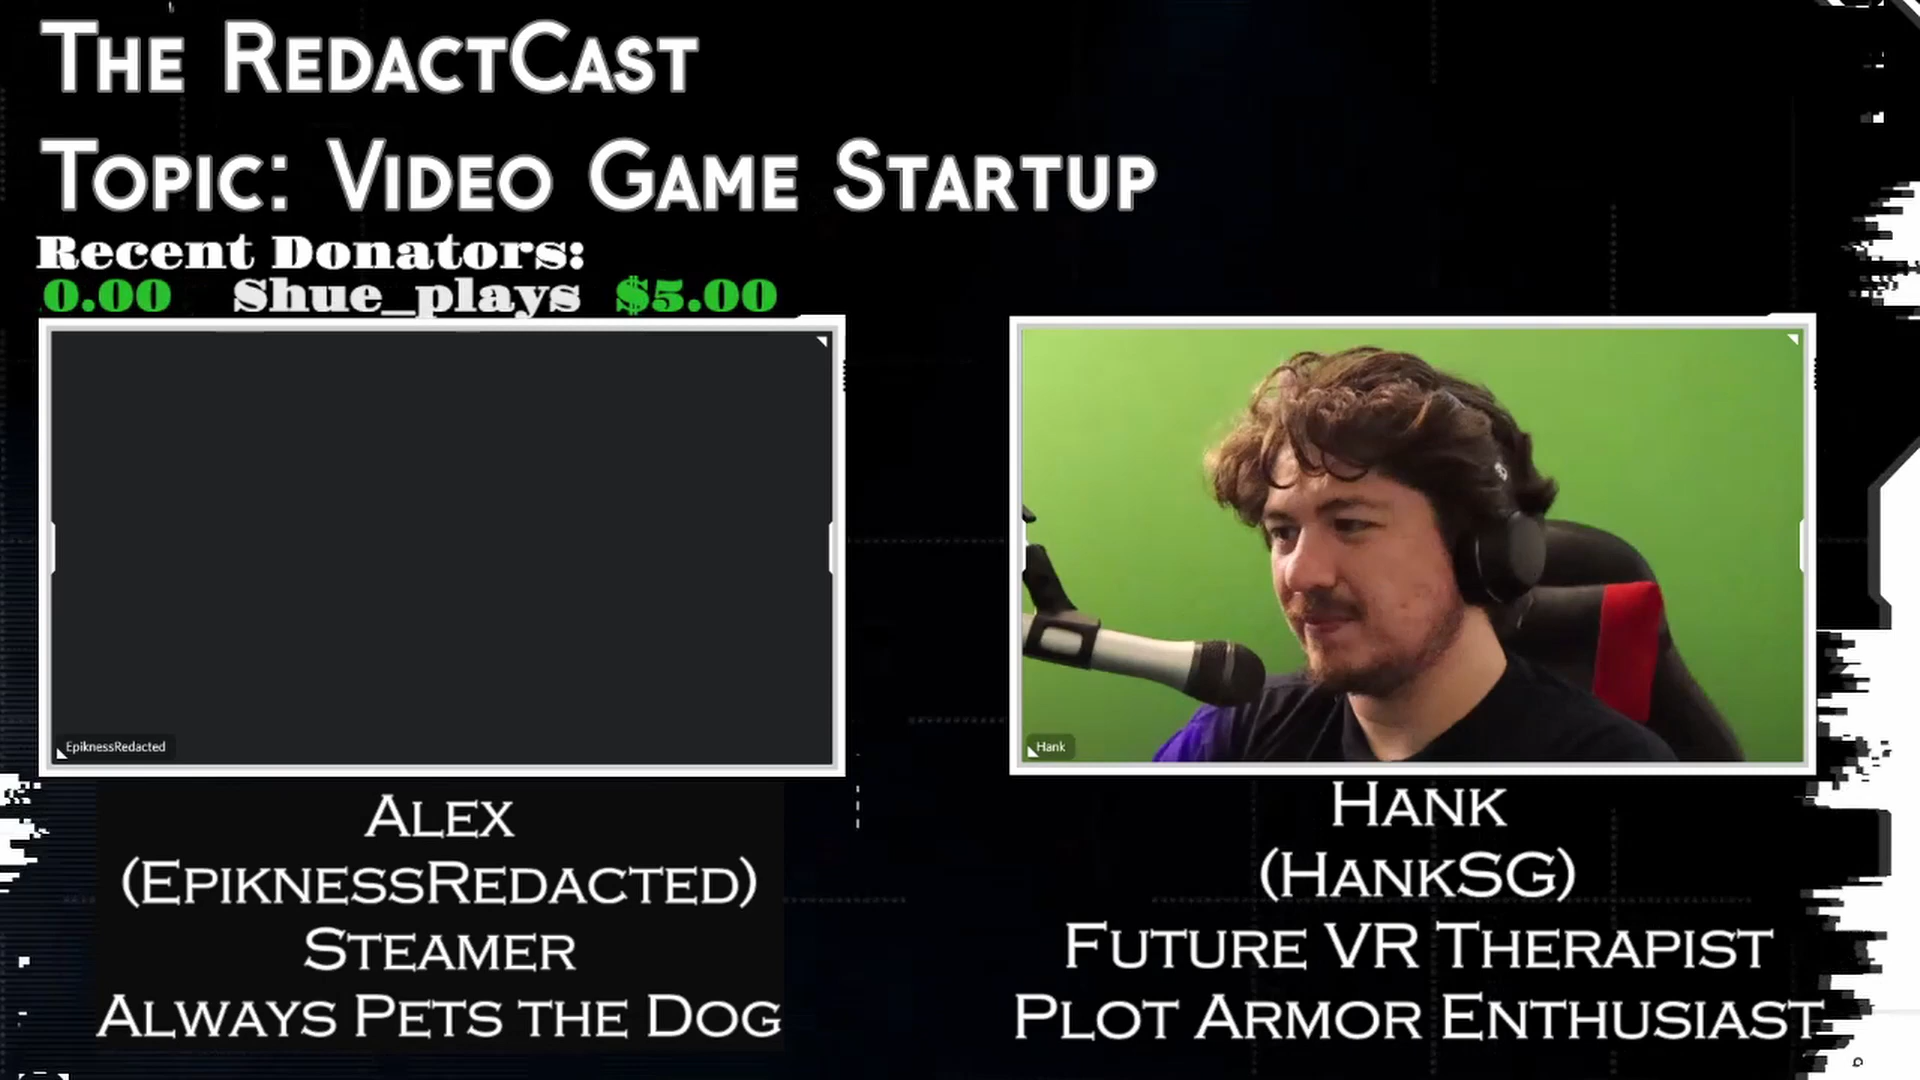 The RedactCast
Topic: Video Game Startup
Recent Donators:
0.00 Shue_plays $5.00
EpiknessRedacted
Hank
Alex
(EpiknessRedacted)
Steamer
Always Pets the Dog
Hank
(HankSG)
Future VR Therapist
Plot Armor Enthusiast